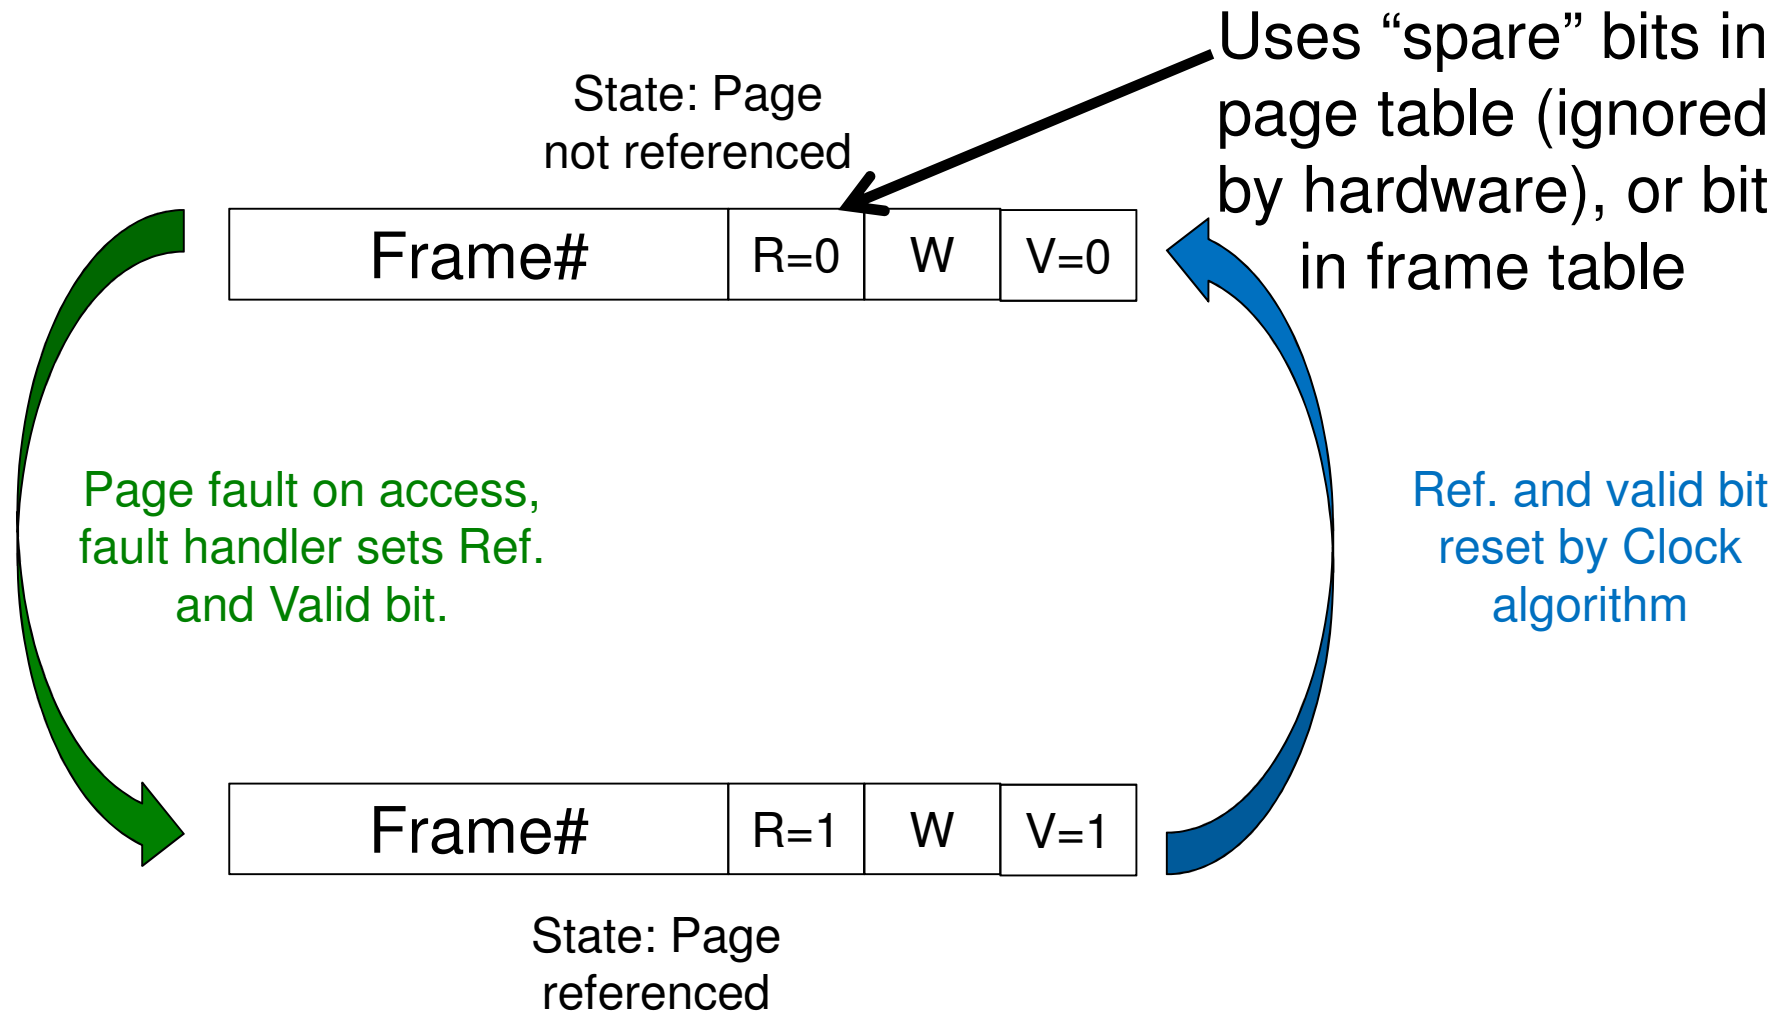 Uses “spare” bits in
page table (ignored
by hardware), or bit
in frame table
State: Page
not referenced
Frame# R=0 W V=0
Page fault on access,
fault handler sets Ref.
and Valid bit.
Ref. and valid bit
reset by Clock
algorithm
Frame# R=1 W V=1
State: Page
referenced